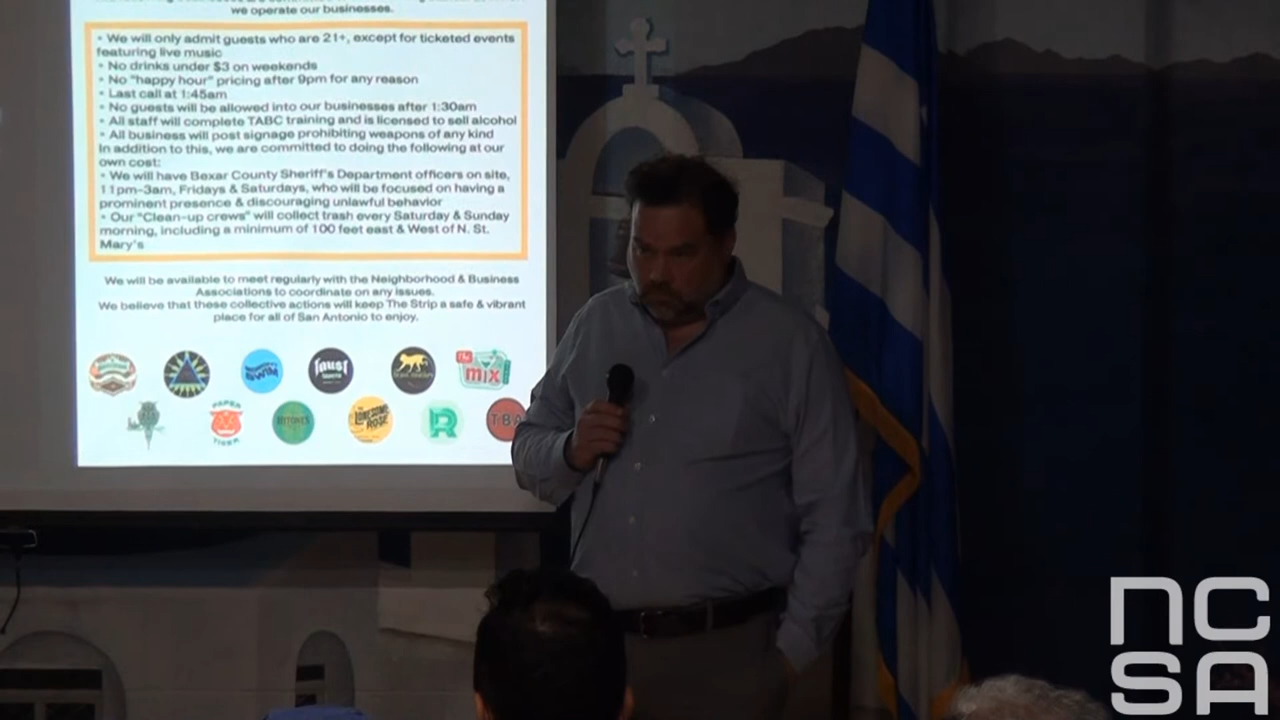 we operate our businesses.
• We will only admit guests who are 21+, except for ticketed events
featuring live music
• No drinks under $3 on weekends
• No "happy hour" pricing after 9pm for any reason
• Last call at 1:45am
• No guests will be allowed into our businesses after 1:30am
• All staff will complete TABC training and is licensed to sell alcohol
• All business will post signage prohibiting weapons of any kind
In addition to this, we are committed to doing the following at our
own cost:
• We will have Bexar County Sheriff's Department officers on site,
11pm-3am, Fridays & Saturdays, who will be focused on having a
prominent presence & discouraging unlawful behavior
• Our "Clean-up crews" will collect trash every Saturday & Sunday
morning, including a minimum of 100 feet east & West of N. St.
Mary's
We will be available to meet regularly with the Neighborhood & Business
Associations to coordinate on any issues.
We believe that these collective actions will keep The Strip a safe & vibrant
place for all of San Antonio to enjoy.
faust
The
mix
PAPER
TIGER
HI-TONES
THE
LONESOME
ROSE
R
TBA
NC
SA